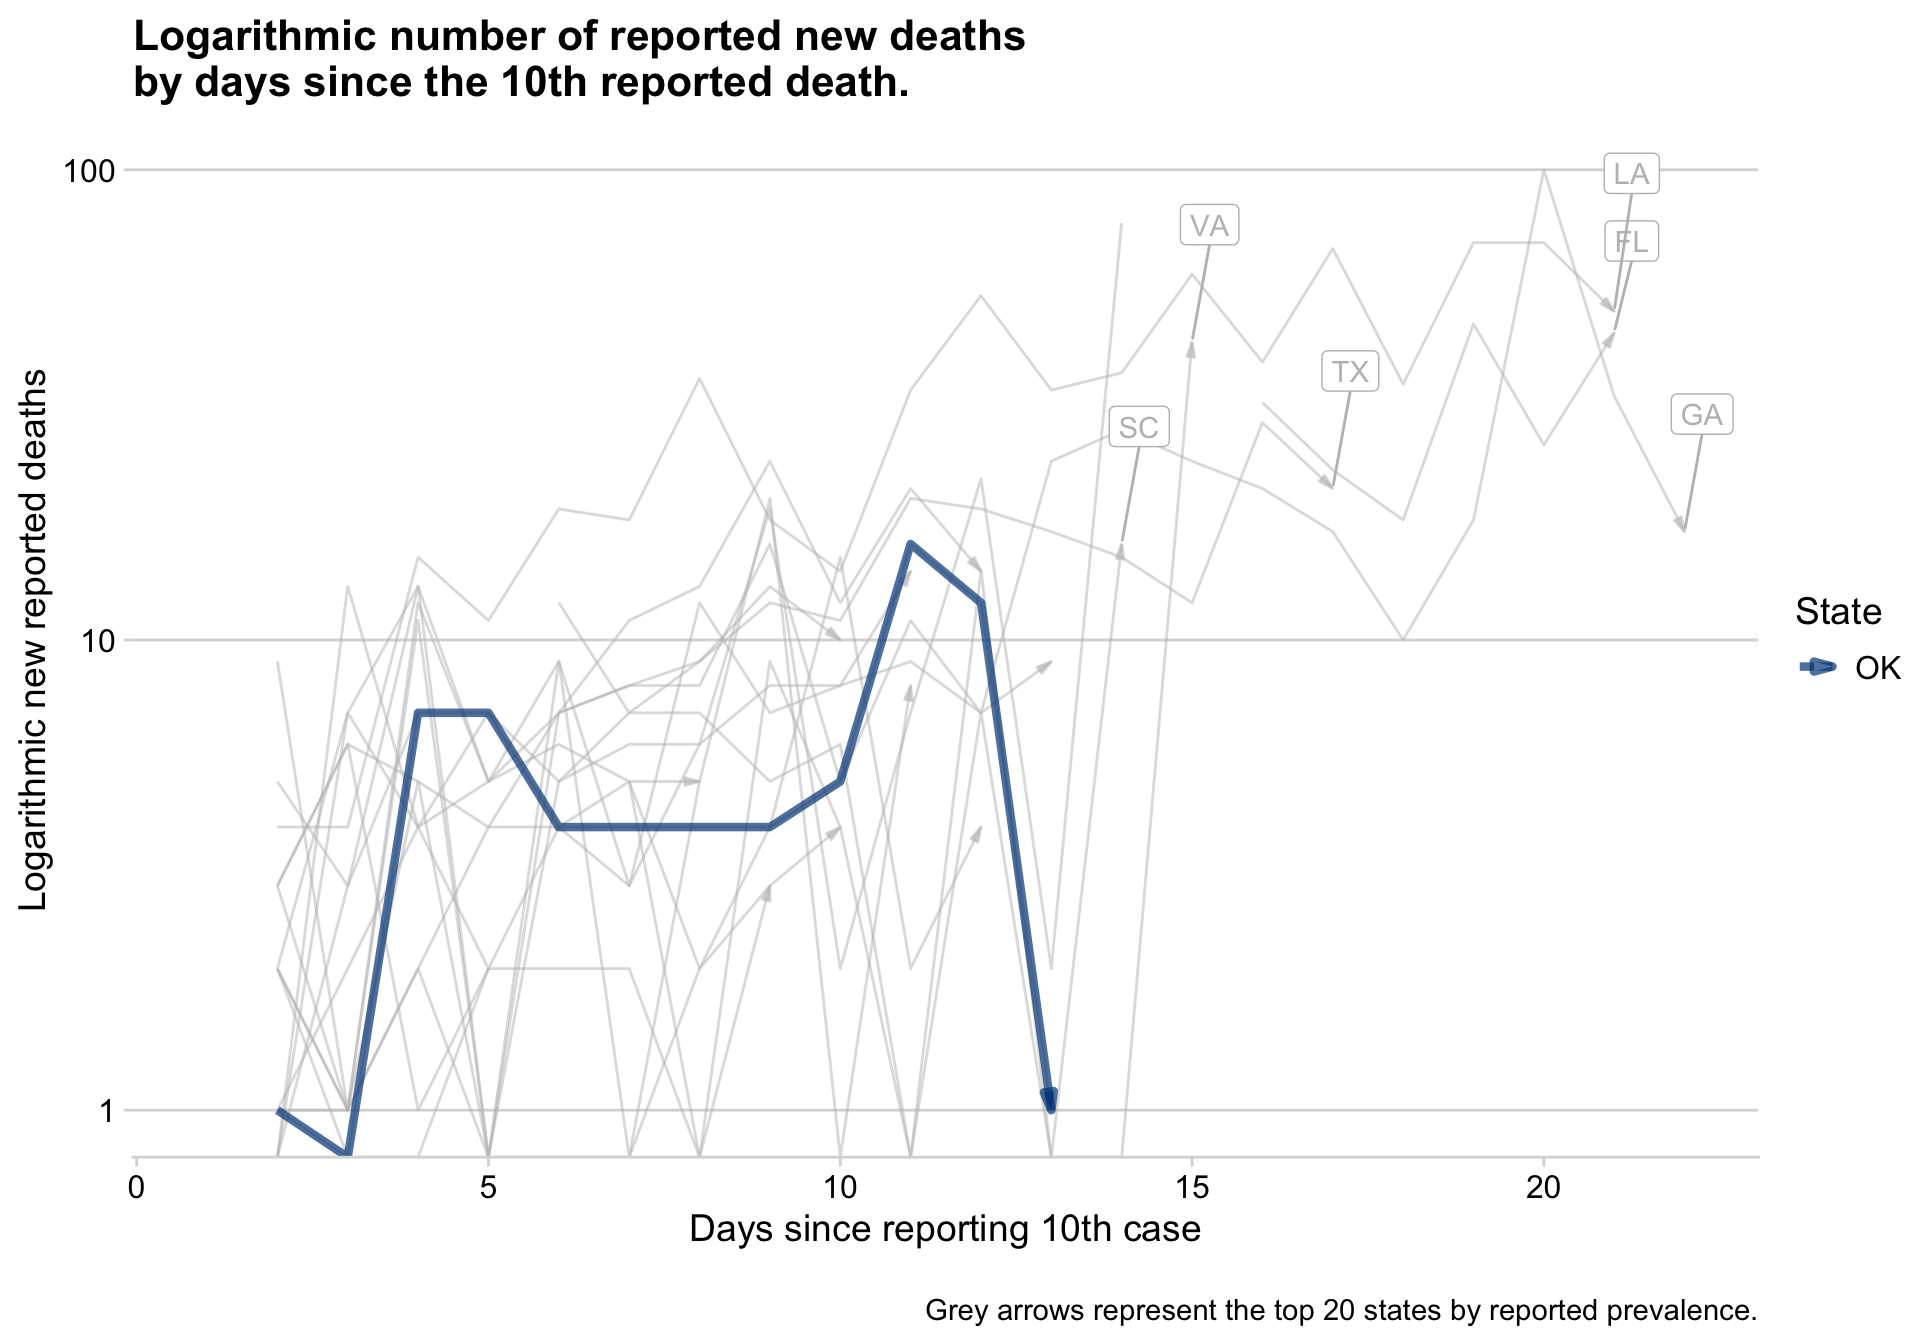 Logarithmic number of reported new deaths
by days since the 10th reported death.
100
10
1
Logarithmic new reported deaths
LA
FL
VA
TX
GA
SC
State
OK
0 5 10 15 20
Days since reporting 10th case
Grey arrows represent the top 20 states by reported prevalence.